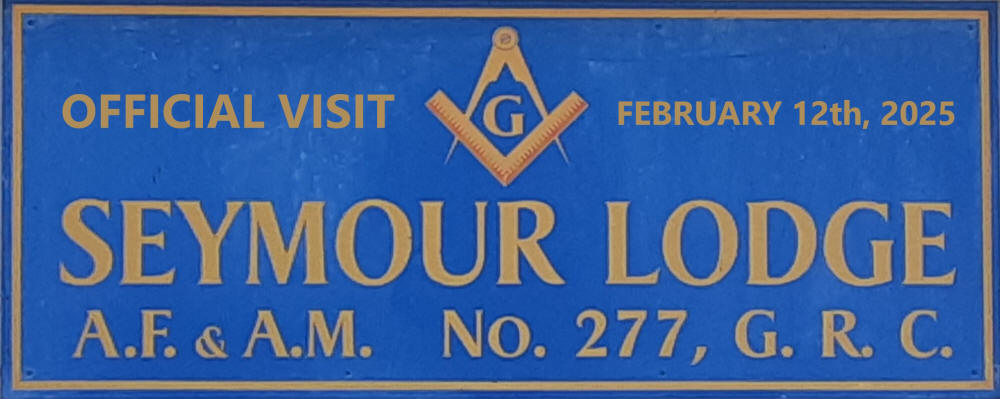 OFFICIAL VISIT
G
FEBRUARY 12th, 2025
SEYMOUR LODGE
A.F. & A.M. No. 277, G. R. C.